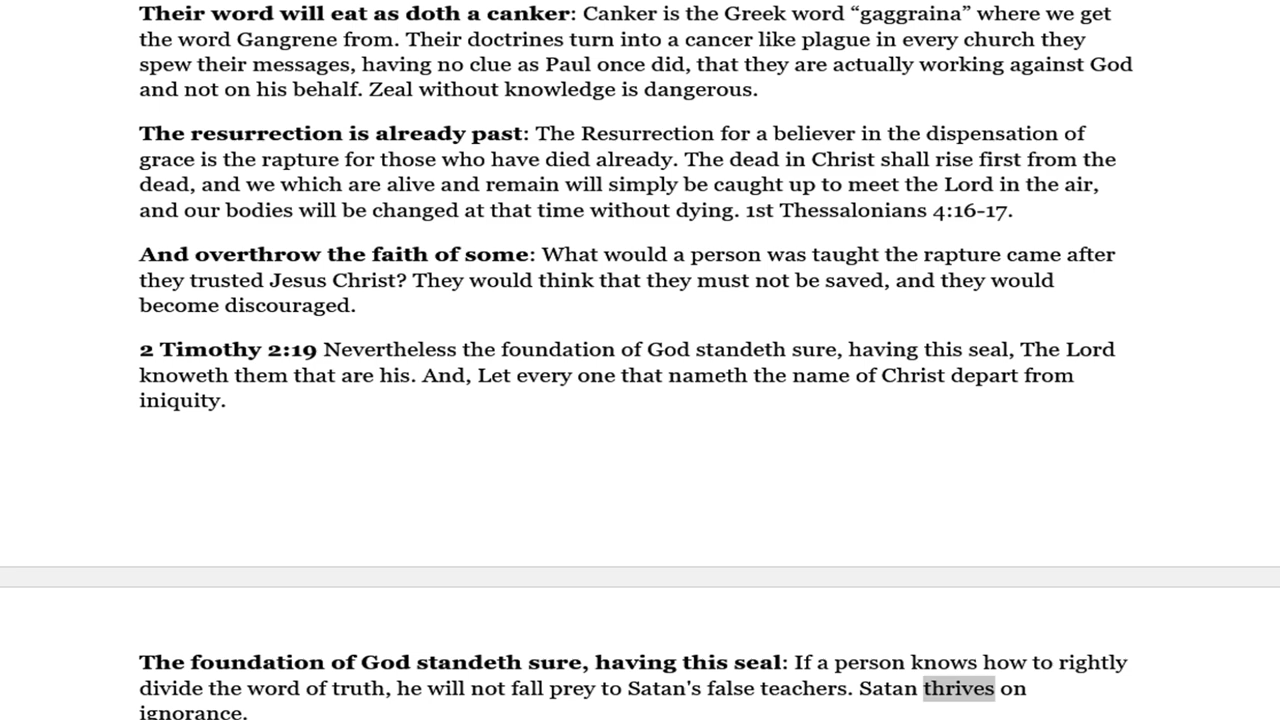 Their word will eat as doth a canker: Canker is the Greek word “gaggraina” where we get
the word Gangrene from. Their doctrines turn into a cancer like plague in every church they
spew their messages, having no clue as Paul once did, that they are actually working against God
and not on his behalf. Zeal without knowledge is dangerous.
The resurrection is already past: The Resurrection for a believer in the dispensation of
grace is the rapture for those who have died already. The dead in Christ shall rise first from the
dead, and we which are alive and remain will simply be caught up to meet the Lord in the air,
and our bodies will be changed at that time without dying. 1st Thessalonians 4:16-17.
And overthrow the faith of some: What would a person was taught the rapture came after
they trusted Jesus Christ? They would think that they must not be saved, and they would
become discouraged.
2 Timothy 2:19 Nevertheless the foundation of God standeth sure, having this seal, The Lord
knoweth them that are his. And, Let every one that nameth the name of Christ depart from
iniquity.
The foundation of God standeth sure, having this seal: If a person knows how to rightly
divide the word of truth, he will not fall prey to Satan's false teachers. Satan thrives on
ignorance.